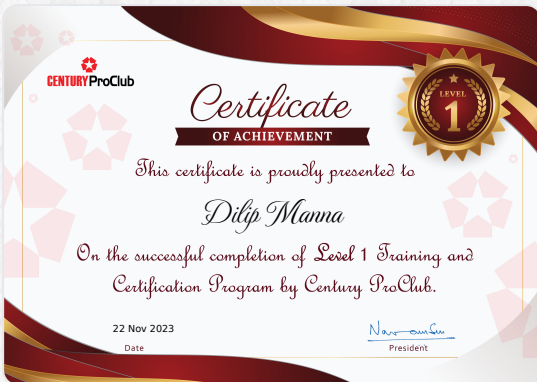 CENTURY ProClub
Certificate
OF ACHIEVEMENT
LEVEL
1
This certificate is proudly presented to
Dilip Manna
On the successful completion of Level 1 Training and
Certification Program by Century ProClub.
22 Nov 2023
Date
President